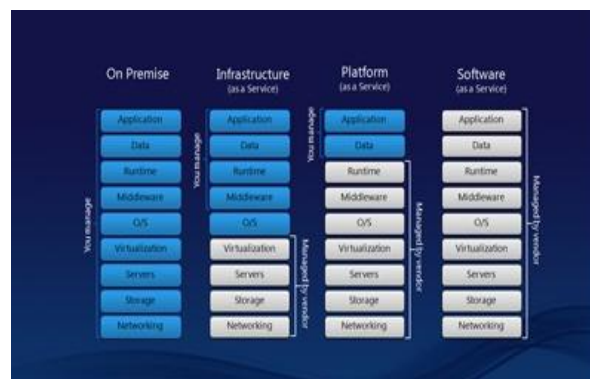 On Premise
Infrastructure
(as a Service)
Platform
(as a Service)
Software
(as a Service)
You manage
Application
Data
Runtime
Middleware
O/S
Virtualization
Servers
Storage
Networking
You manage
Application
Data
Runtime
Middleware
O/S
Virtualization
Servers
Storage
Networking
Managed by vendor
You manage
Application
Data
Runtime
Middleware
O/S
Virtualization
Servers
Storage
Networking
Managed by vendor
Application
Data
Runtime
Middleware
O/S
Virtualization
Servers
Storage
Networking
Managed by vendor